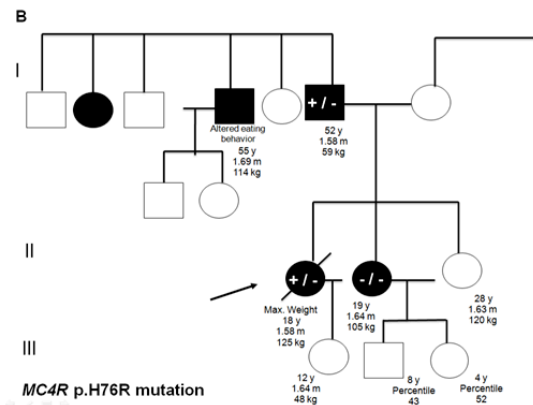 B
I
+ / -
Altered eating
behavior
55 y
1.69 m
114 kg
52 y
1.58 m
59 kg
II
+ / -
- / -
Max. Weight
18 y
1.58 m
125 kg
19 y
1.64 m
105 kg
28 y
1.63 m
120 kg
III
12 y
1.64 m
48 kg
8 y
Percentile
43
4 y
Percentile
52
MC4R p.H76R mutation